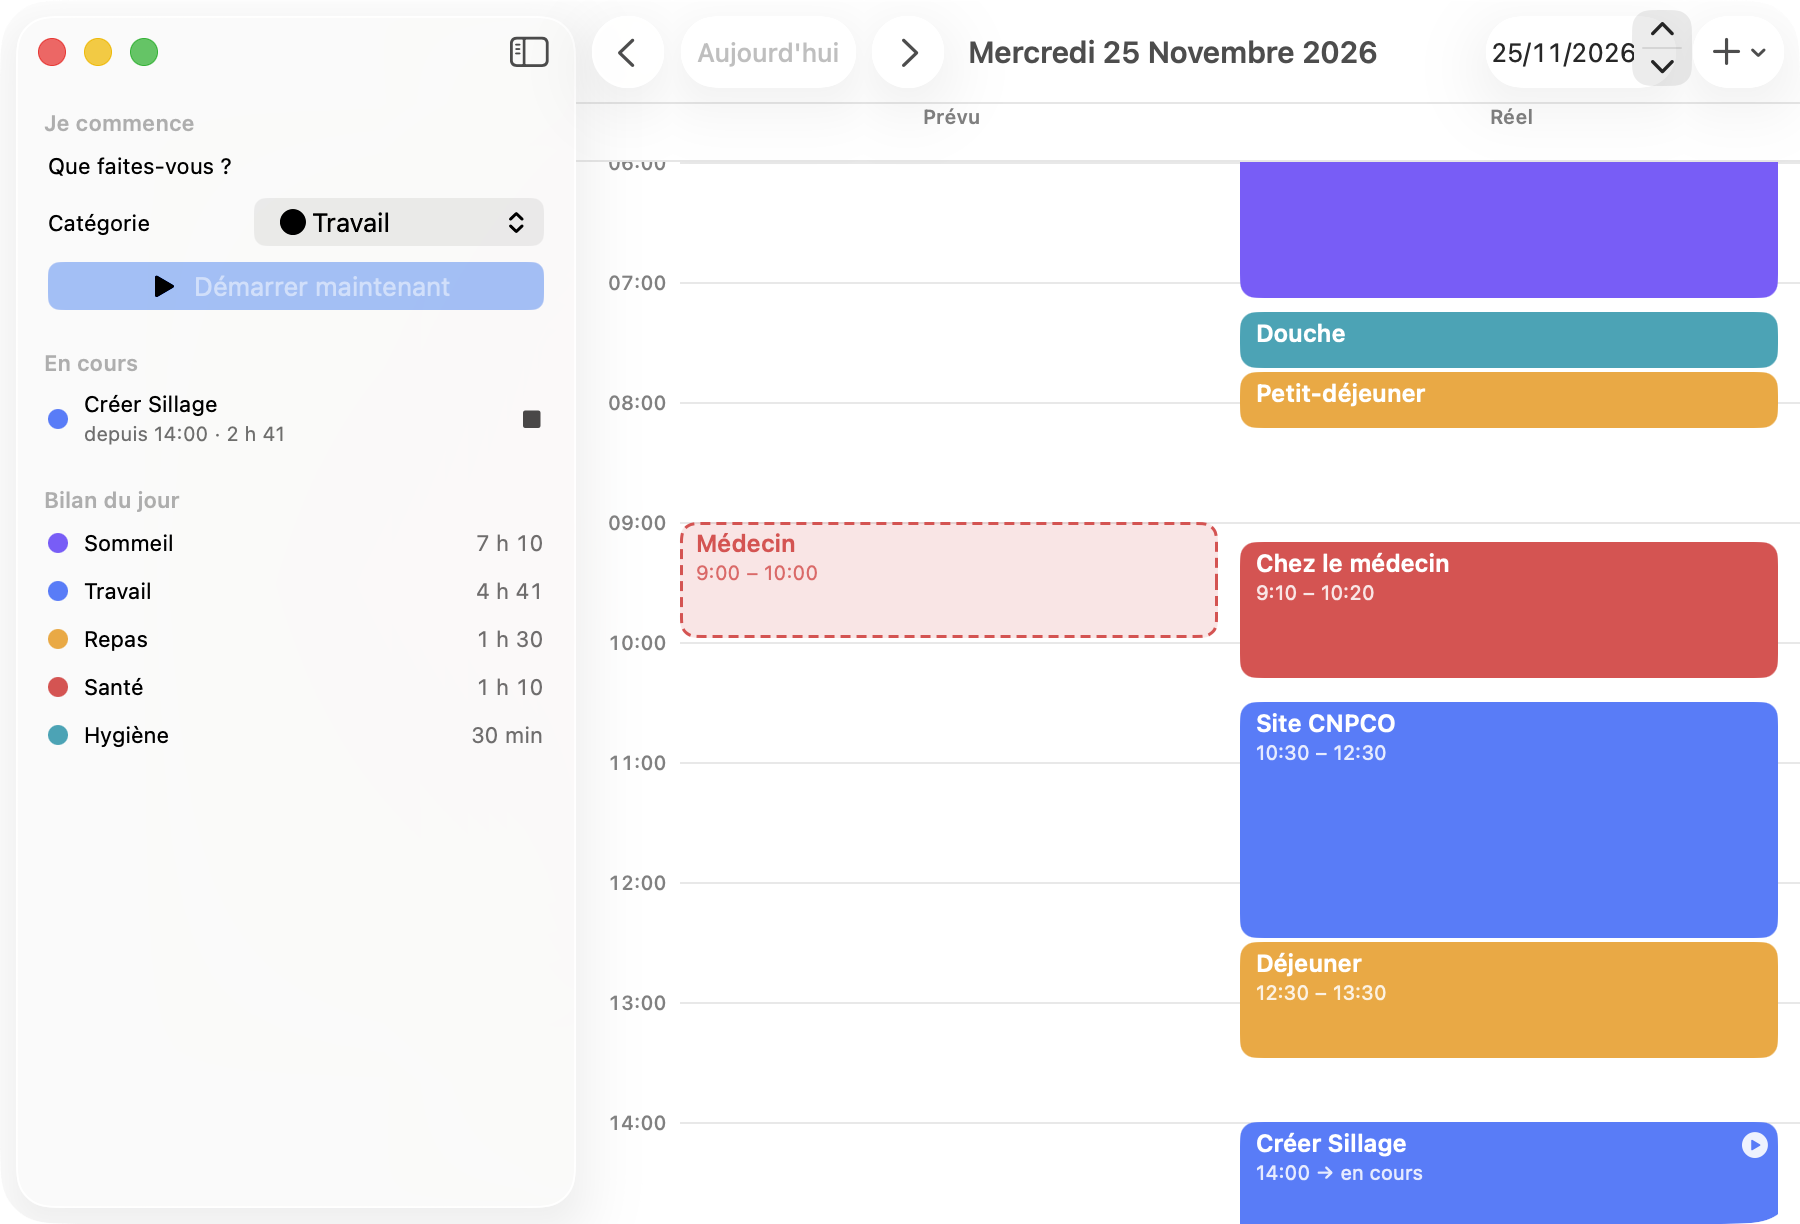 Aujourd'hui
Mercredi 25 Novembre 2026
25/11/2026
Je commence
Que faites-vous ?
Catégorie
Travail
Démarrer maintenant
En cours
Créer Sillage
depuis 14:00 · 2 h 41
Bilan du jour
Sommeil 7 h 10
Travail 4 h 41
Repas 1 h 30
Santé 1 h 10
Hygiène 30 min
Prévu
Réel
06:00
07:00
Douche
Petit-déjeuner
08:00
09:00
Médecin
9:00 – 10:00
Chez le médecin
9:10 – 10:20
10:00
Site CNPCO
10:30 – 12:30
11:00
12:00
Déjeuner
12:30 – 13:30
13:00
14:00
Créer Sillage
14:00 → en cours